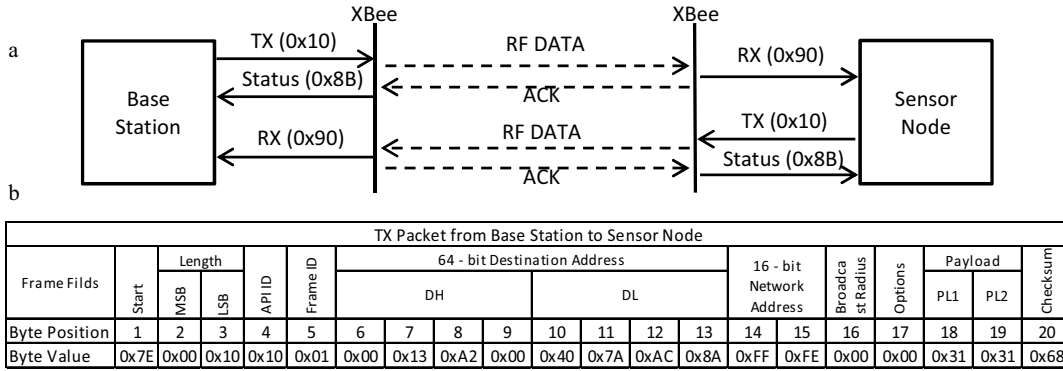 XBee XBee
a
TX (0x10) RF DATA RX (0x90)
Status (0x8B) ACK
Base Station Sensor Node
RX (0x90) RF DATA TX (0x10)
ACK Status (0x8B)
b
TX Packet from Base Station to Sensor Node
Frame Filds Start Length API ID Frame ID 64 - bit Destination Address 16 - bit Network Address Broadca st Radius Options Payload Checksum
MSB LSB DH DL PL1 PL2
Byte Position 1 2 3 4 5 6 7 8 9 10 11 12 13 14 15 16 17 18 19 20
Byte Value 0x7E 0x00 0x10 0x10 0x01 0x00 0x13 0xA2 0x00 0x40 0x7A 0xAC 0x8A 0xFF 0xFE 0x00 0x00 0x31 0x31 0x68